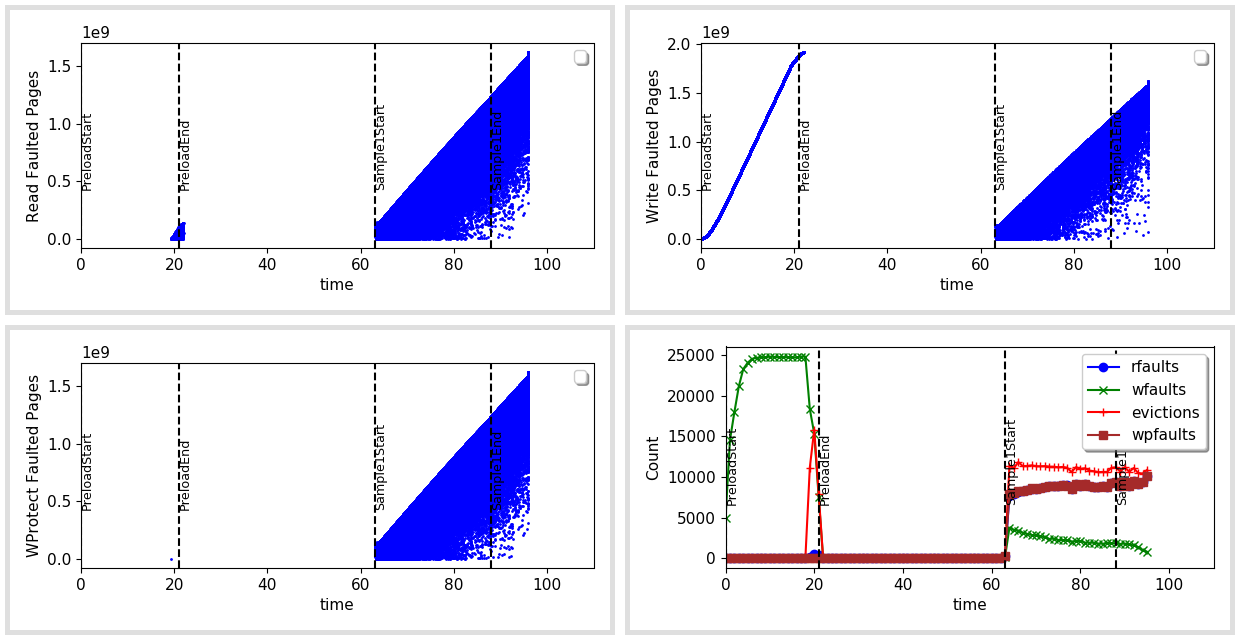 1e9
Read Faulted Pages
1.5
1.0
0.5
0.0
PreloadStart
PreloadEnd
Sample1Start
Sample1End
0 20 40 60 80 100
time
1e9
Write Faulted Pages
2.0
1.5
1.0
0.5
0.0
PreloadStart
PreloadEnd
Sample1Start
Sample1End
0 20 40 60 80 100
time
1e9
WProtect Faulted Pages
1.5
1.0
0.5
0.0
PreloadStart
PreloadEnd
Sample1Start
Sample1End
0 20 40 60 80 100
time
Count
25000
20000
15000
10000
5000
0
PreloadStart
PreloadEnd
Sample1Start
rfaults
wfaults
evictions
wpfaults
0 20 40 60 80 100
time